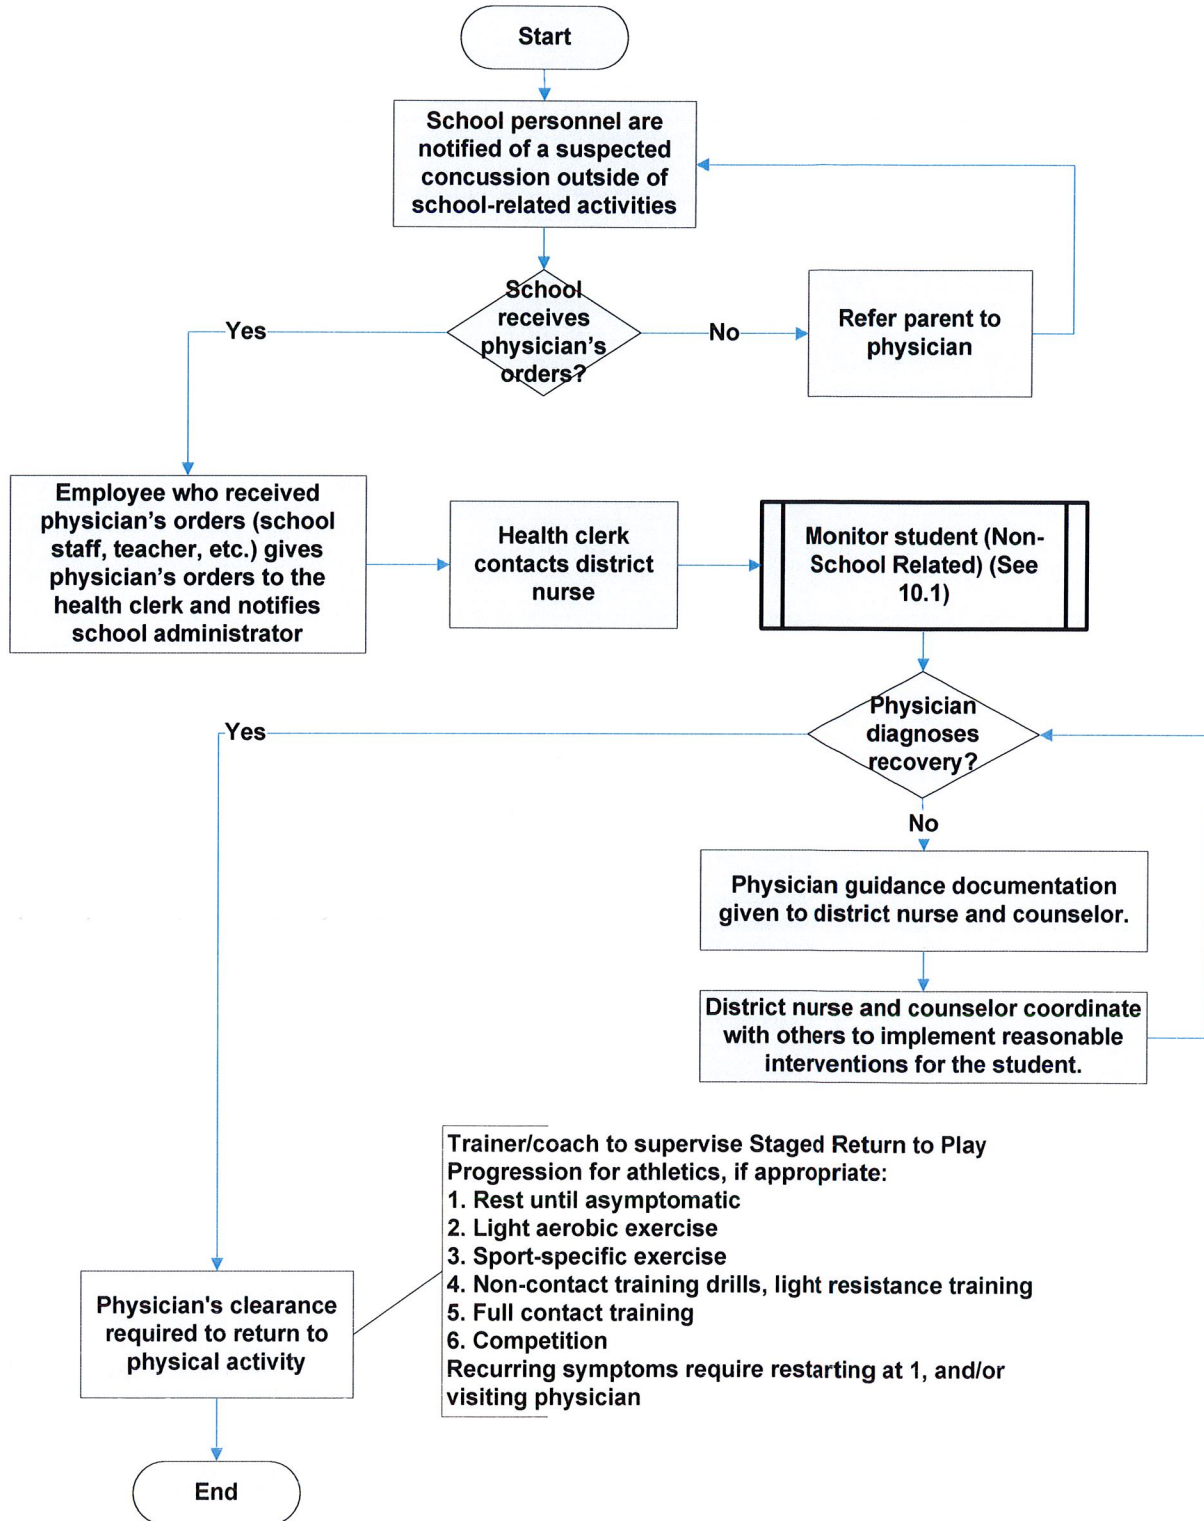 Start
School personnel are
notified of a suspected
concussion outside of
school-related activities
School
receives
physician's
orders?
Yes
No
Refer parent to
physician
Employee who received
physician's orders (school
staff, teacher, etc.) gives
physician's orders to the
health clerk and notifies
school administrator
Health clerk
contacts district
nurse
Monitor student (Non-
School Related) (See
10.1)
Physician
diagnoses
recovery?
Yes
No
Physician guidance documentation
given to district nurse and counselor.
District nurse and counselor coordinate
with others to implement reasonable
interventions for the student.
Trainer/coach to supervise Staged Return to Play
Progression for athletics, if appropriate:
1. Rest until asymptomatic
2. Light aerobic exercise
3. Sport-specific exercise
4. Non-contact training drills, light resistance training
5. Full contact training
6. Competition
Recurring symptoms require restarting at 1, and/or
visiting physician
Physician's clearance
required to return to
physical activity
End